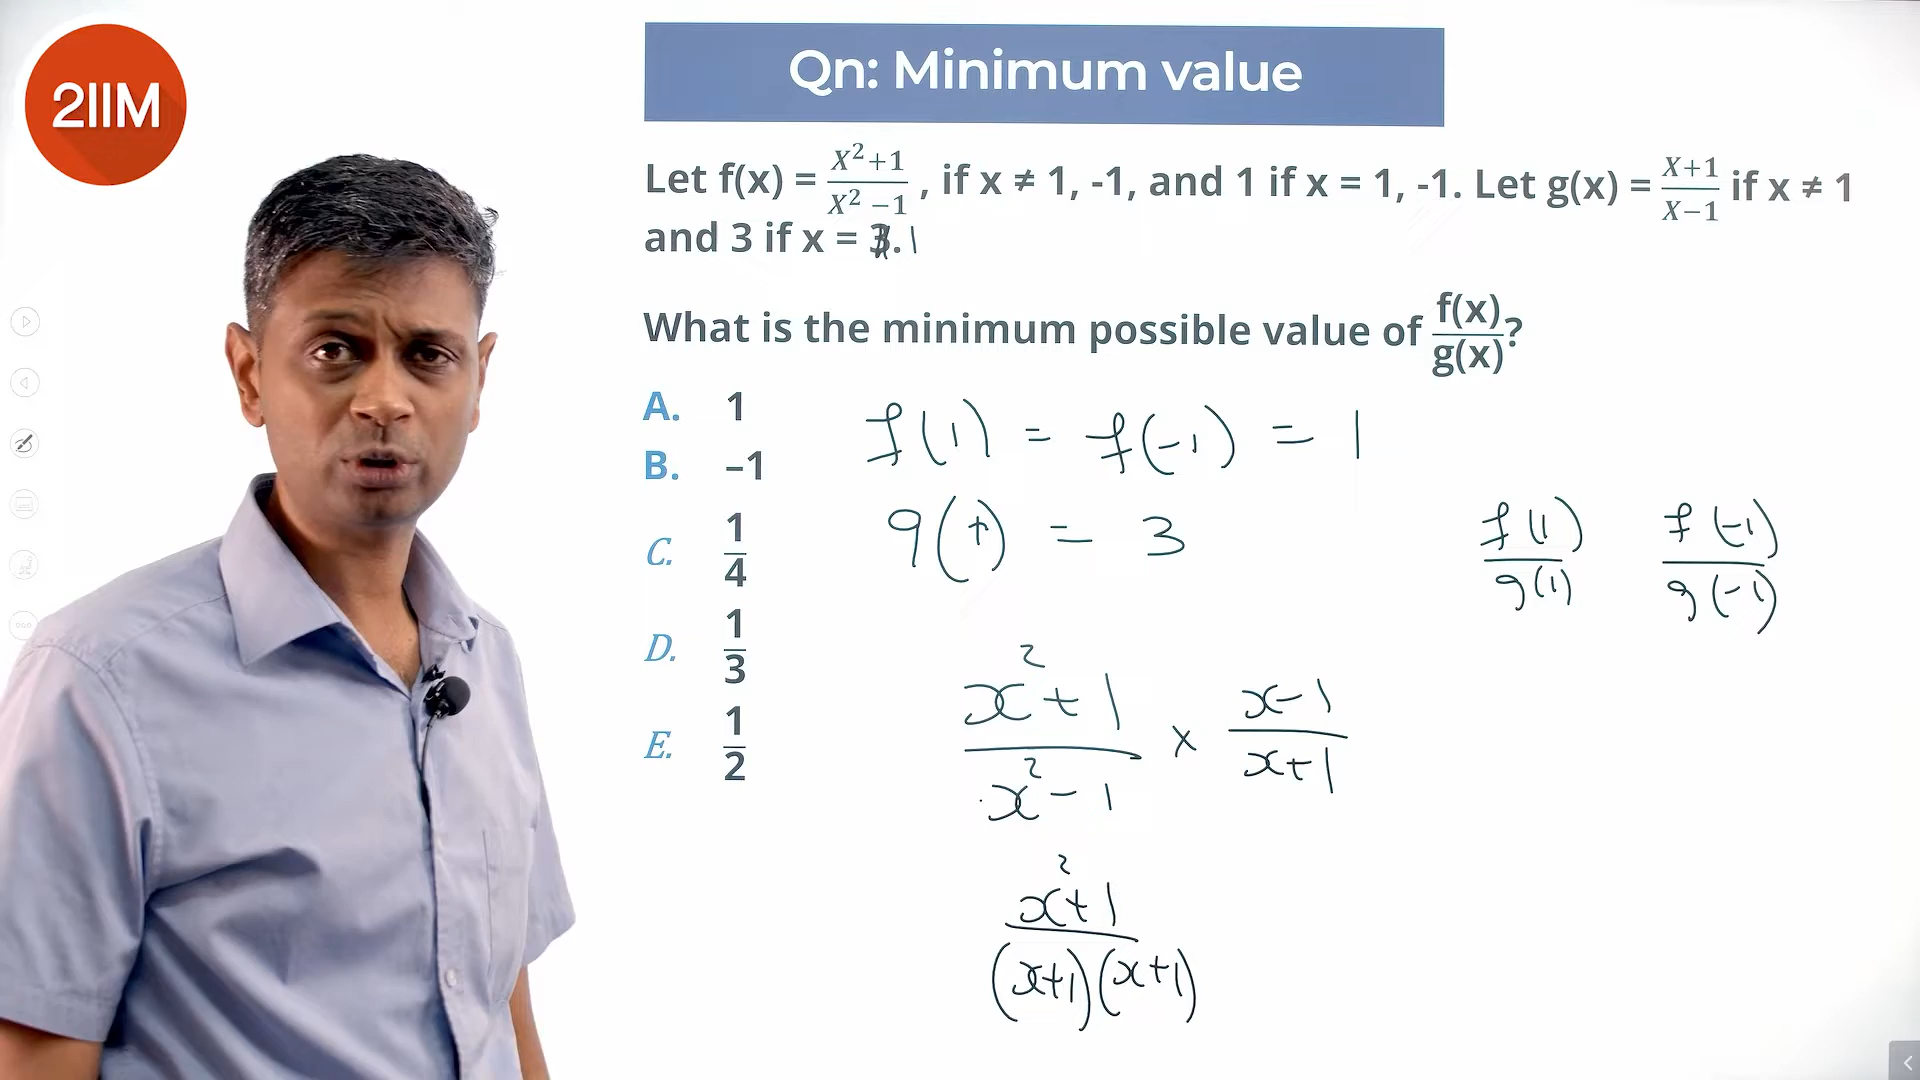 2IIM
Qn: Minimum value
Let f(x) = X²+1/X² −1 , if x ≠ 1, -1, and 1 if x = 1, -1. Let g(x) = X+1/X−1 if x ≠ 1
and 3 if x = 1. 1
What is the minimum possible value of f(x)/g(x)?
A. 1
B. –1
C. 1/4
D. 1/3
E. 1/2
f(1) = f(-1) = 1
g(1) = 3
f(1)/g(1) f(-1)/g(-1)
x²+1/x²-1 × x-1/x+1
x²+1/(x+1)(x+1)